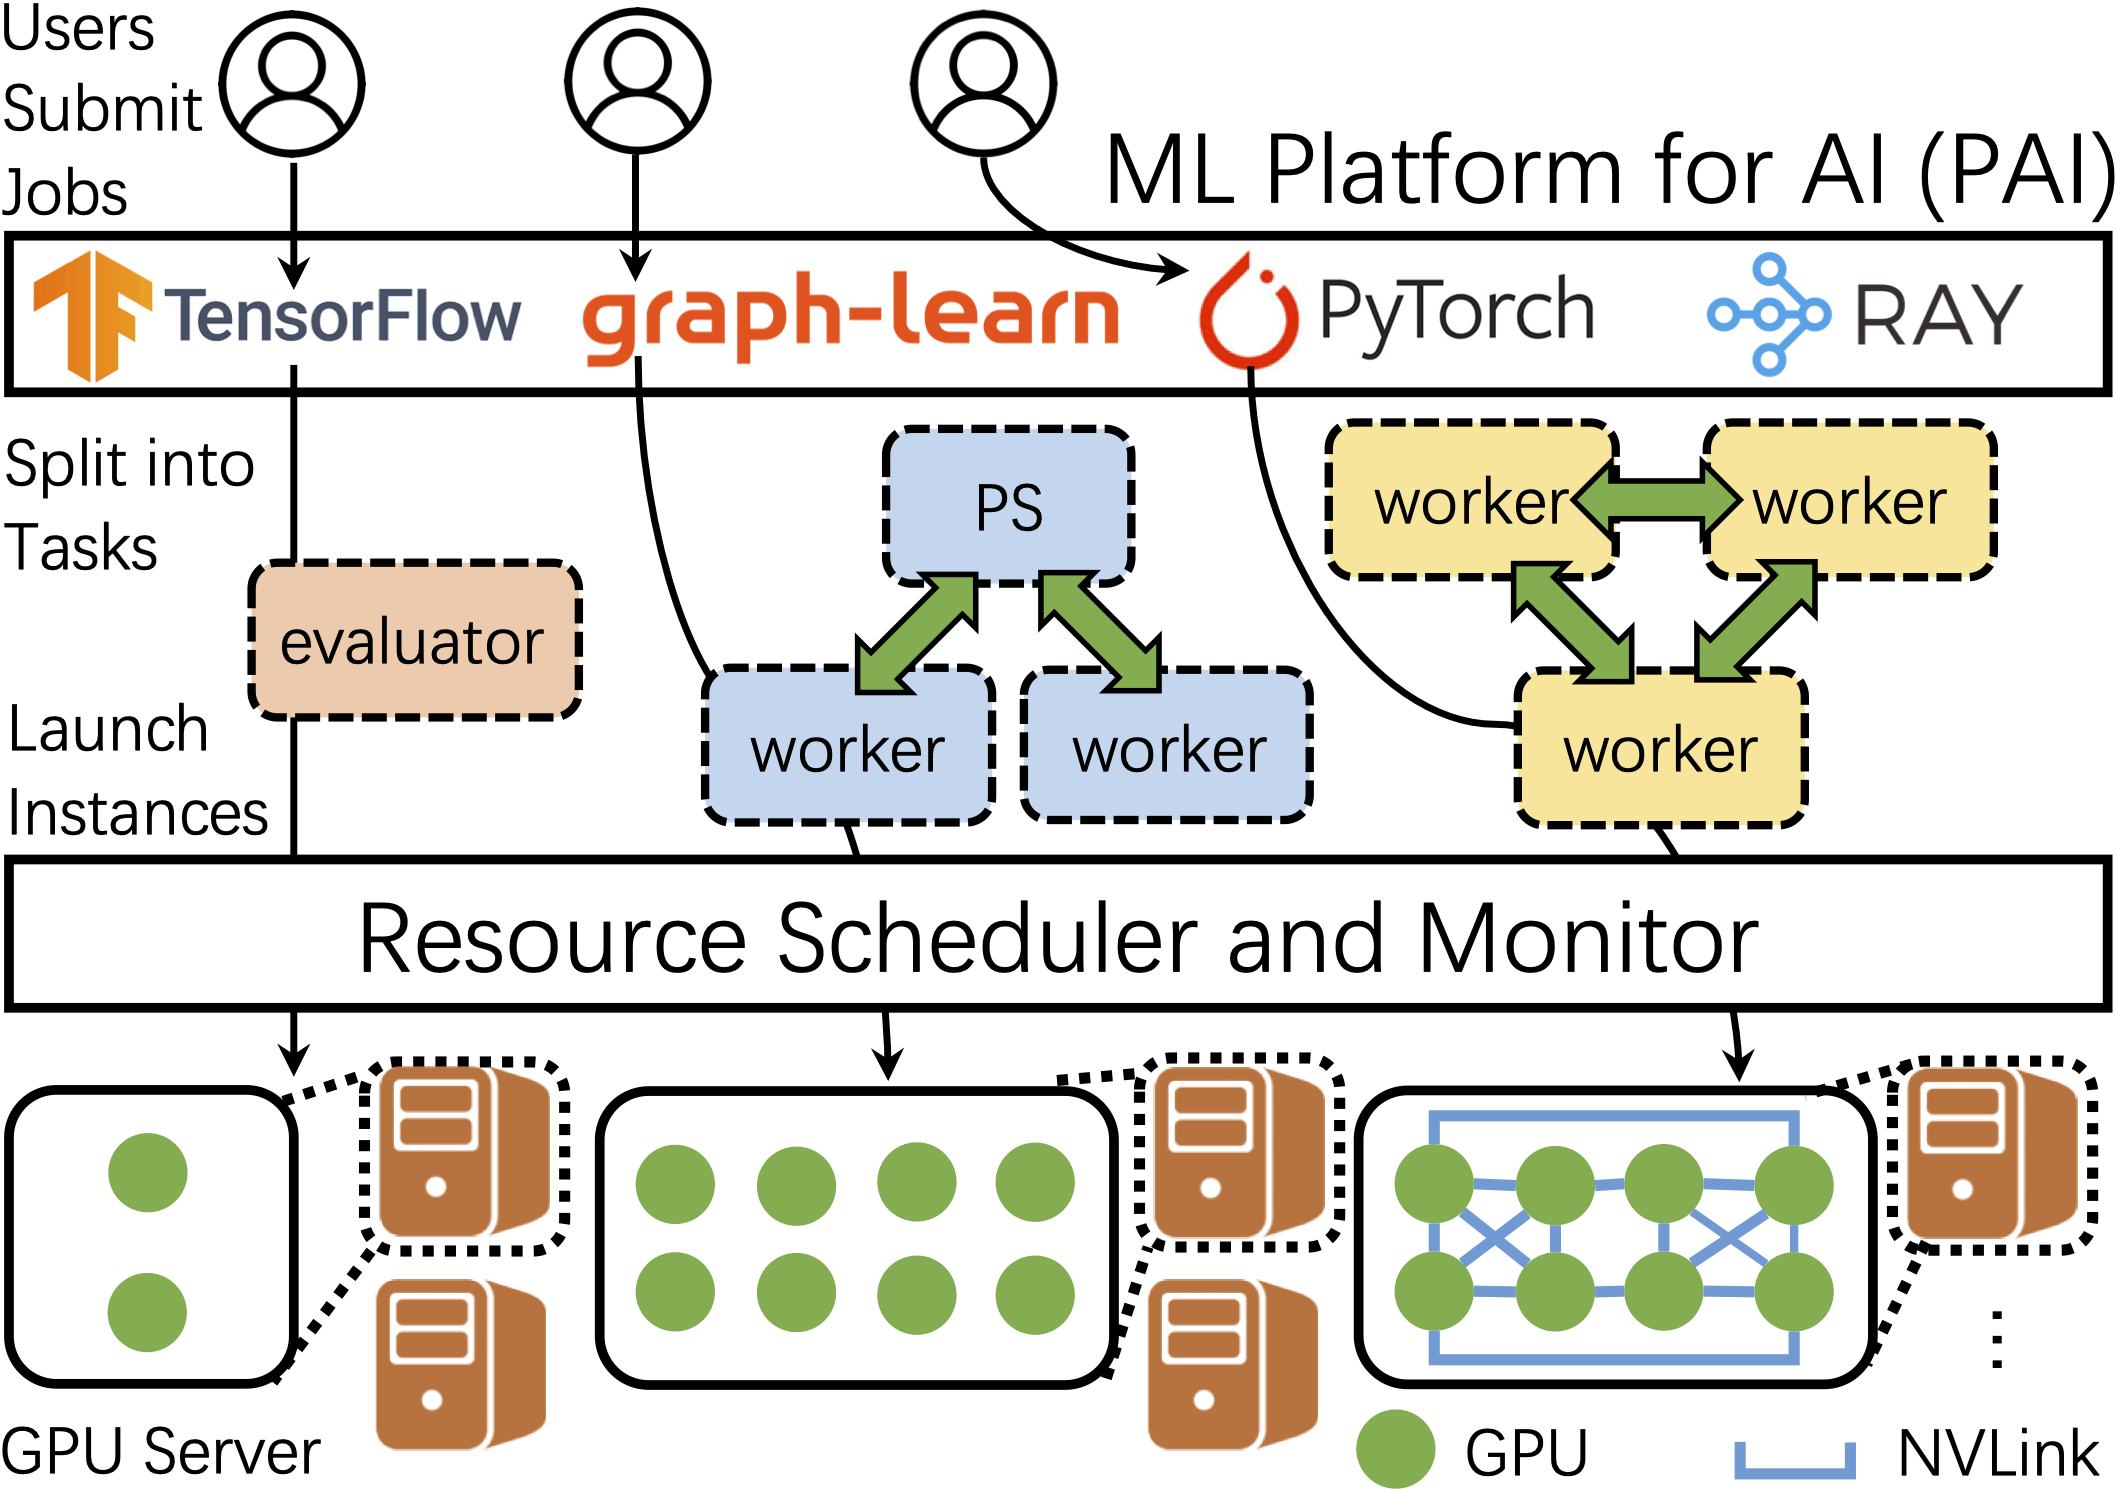 Users
Submit
Jobs
ML Platform for AI (PAI)
TensorFlow
graph-learn
PyTorch
RAY
Split into
Tasks
PS
worker
worker
evaluator
worker
worker
worker
Launch
Instances
Resource Scheduler and Monitor
GPU Server
GPU
NVLink